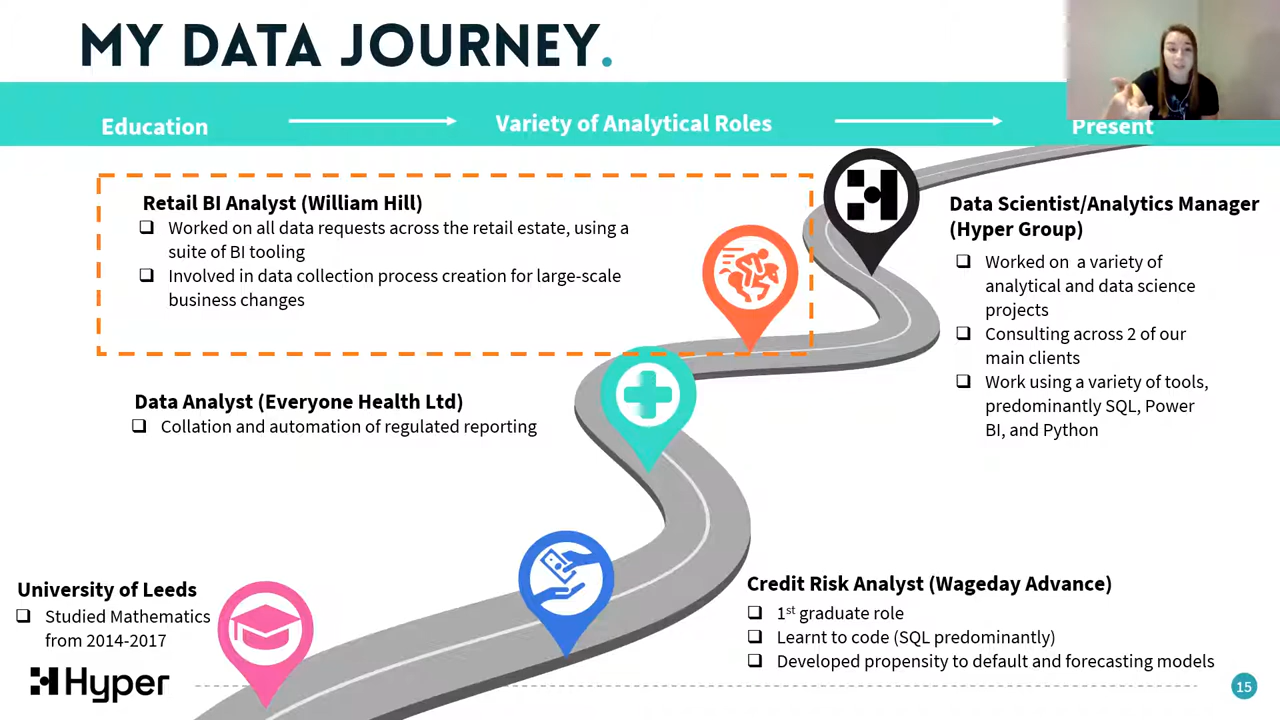 MY DATA JOURNEY.
Education
Variety of Analytical Roles
Present
Retail BI Analyst (William Hill)
Worked on all data requests across the retail estate, using a
suite of BI tooling
Involved in data collection process creation for large-scale
business changes
Data Scientist/Analytics Manager
(Hyper Group)
Worked on a variety of
analytical and data science
projects
Consulting across 2 of our
main clients
Work using a variety of tools,
predominantly SQL, Power
BI, and Python
Data Analyst (Everyone Health Ltd)
Collation and automation of regulated reporting
University of Leeds
Studied Mathematics
from 2014-2017
Credit Risk Analyst (Wageday Advance)
1st graduate role
Learnt to code (SQL predominantly)
Developed propensity to default and forecasting models
Hyper
15